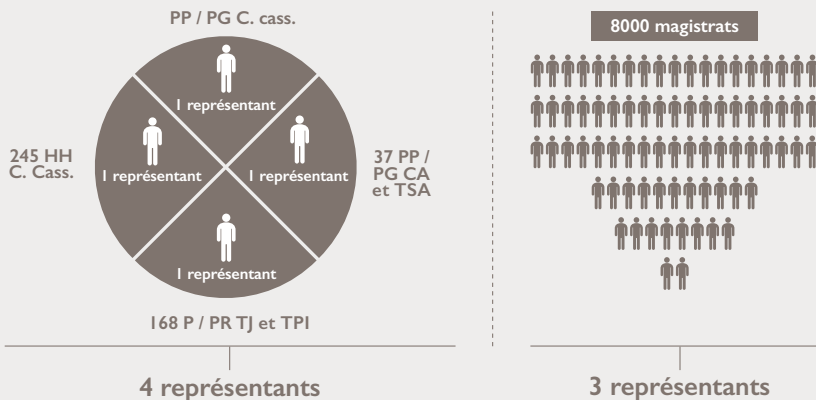 PP / PG C. cass.
1 représentant
245 HH
C. Cass.
1 représentant
1 représentant
37 PP /
PG CA
et TSA
1 représentant
168 P / PR TJ et TPI
4 représentants
8000 magistrats
3 représentants